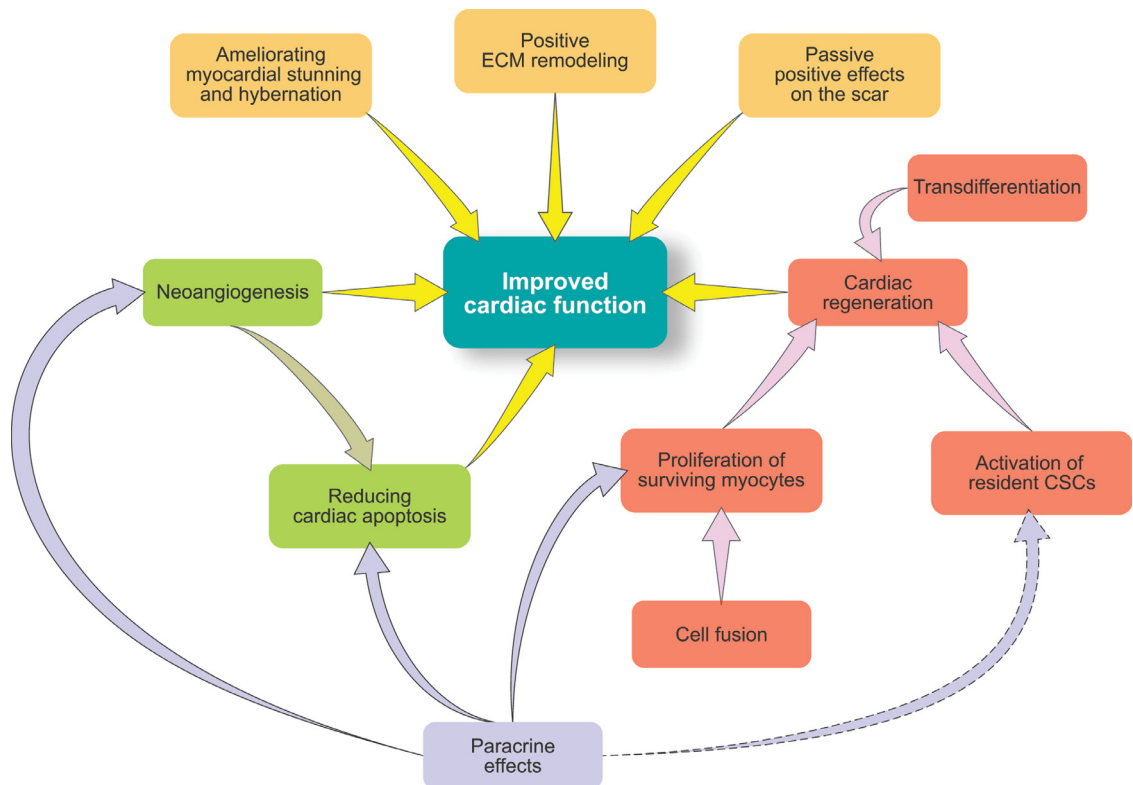 Ameliorating
myocardial stunning
and hybernation
Positive
ECM remodeling
Passive
positive effects
on the scar
Transdifferentiation
Neoangiogenesis
Improved
cardiac function
Cardiac
regeneration
Reducing
cardiac apoptosis
Proliferation of
surviving myocytes
Activation of
resident CSCs
Cell fusion
Paracrine
effects